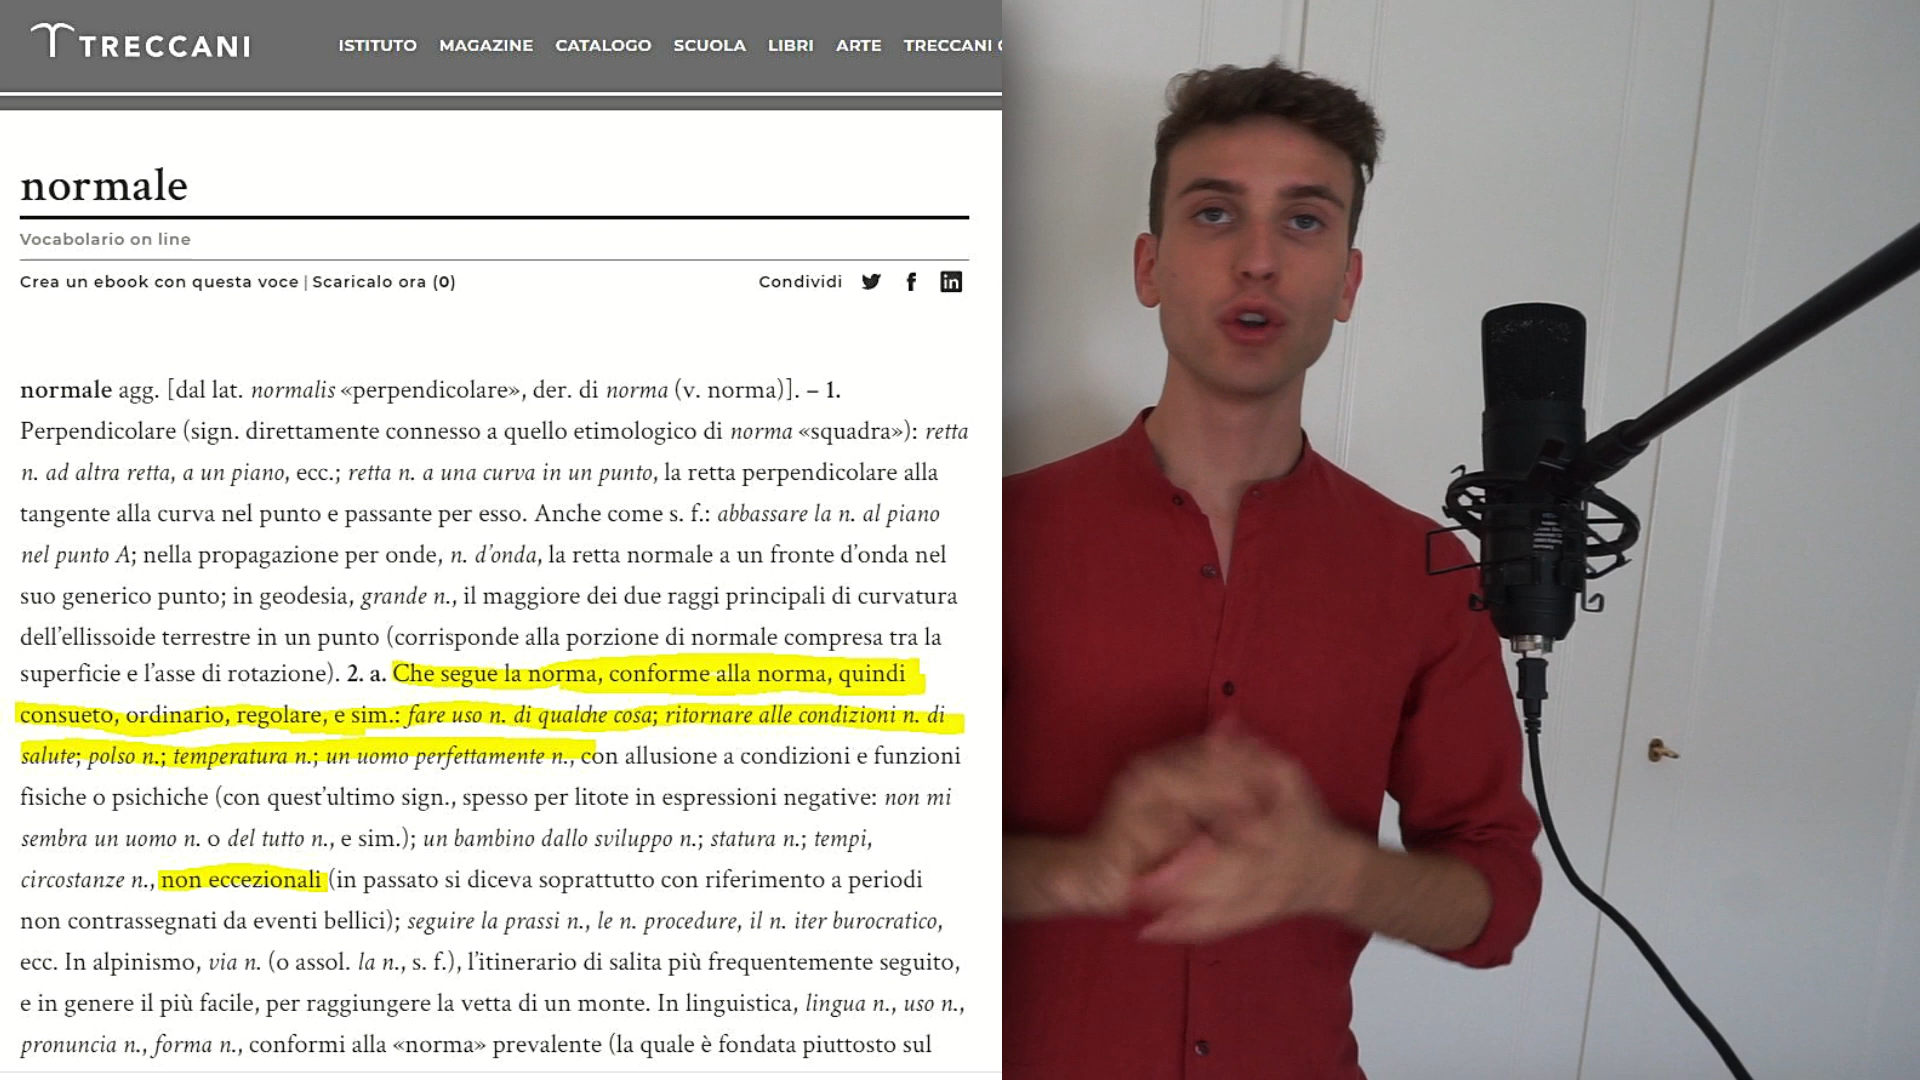 TRECCANI
ISTITUTO MAGAZINE CATALOGO SCUOLA LIBRI ARTE TRECCANI
normale
Vocabolario on line
Crea un ebook con questa voce | Scaricalo ora (0) Condividi
normale agg. [dal lat. normalis «perpendicolare», der. di norma (v. norma)]. – 1.
Perpendicolare (sign. direttamente connesso a quello etimologico di norma «squadra»): retta
n. ad altra retta, a un piano, ecc.; retta n. a una curva in un punto, la retta perpendicolare alla
tangente alla curva nel punto e passante per esso. Anche come s. f.: abbassare la n. al piano
nel punto A; nella propagazione per onde, n. d’onda, la retta normale a un fronte d’onda nel
suo generico punto; in geodesia, grande n., il maggiore dei due raggi principali di curvatura
dell’ellissoide terrestre in un punto (corrisponde alla porzione di normale compresa tra la
superficie e l’asse di rotazione). 2. a. Che segue la norma, conforme alla norma, quindi
consueto, ordinario, regolare, e sim.: fare uso n. di qualche cosa; ritornare alle condizioni n. di
salute; polso n.; temperatura n.; un uomo perfettamente n., con allusione a condizioni e funzioni
fisiche o psichiche (con quest’ultimo sign., spesso per litote in espressioni negative: non mi
sembra un uomo n. o del tutto n., e sim.); un bambino dallo sviluppo n.; statura n.; tempi,
circostanze n., non eccezionali (in passato si diceva soprattutto con riferimento a periodi
non contrassegnati da eventi bellici); seguire la prassi n., le n. procedure, il n. iter burocratico,
ecc. In alpinismo, via n. (o assol. la n., s. f.), l’itinerario di salita più frequentemente seguito,
e in genere il più facile, per raggiungere la vetta di un monte. In linguistica, lingua n., uso n.,
pronuncia n., forma n., conformi alla «norma» prevalente (la quale è fondata piuttosto sul